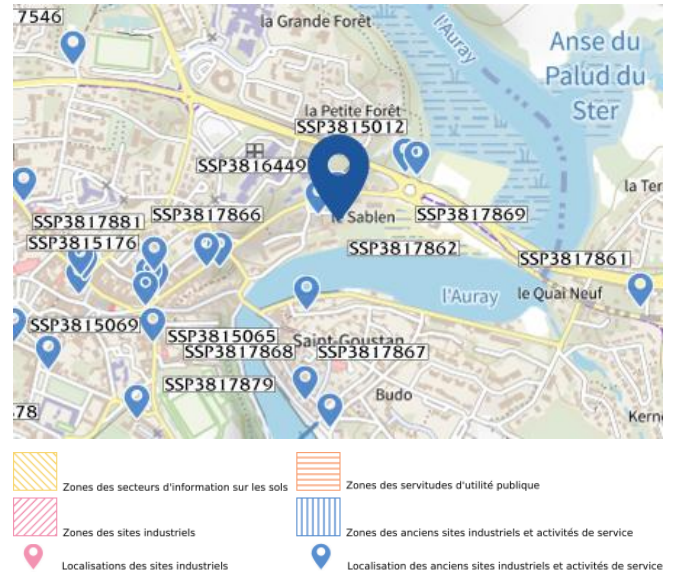 7546
la Grande Forêt
l'Auray
Anse du
Palud du
Ster
la Petite Forêt
SSP3815012
SSP3816449
la Ter
SSP3817881
SSP3817866
Sablen
SSP3817869
SSP3815176
SSP3817862
SSP3817861
l'Auray
le Quai Neuf
SSP3815069
SSP3815065
Saint-Goustan
SSP3817868
SSP3817867
SSP3817879
Budo
78
Kern
Zones des secteurs d'information sur les sols
Zones des servitudes d'utilité publique
Zones des sites industriels
Zones des anciens sites industriels et activités de service
Localisations des sites industriels
Localisation des anciens sites industriels et activités de service